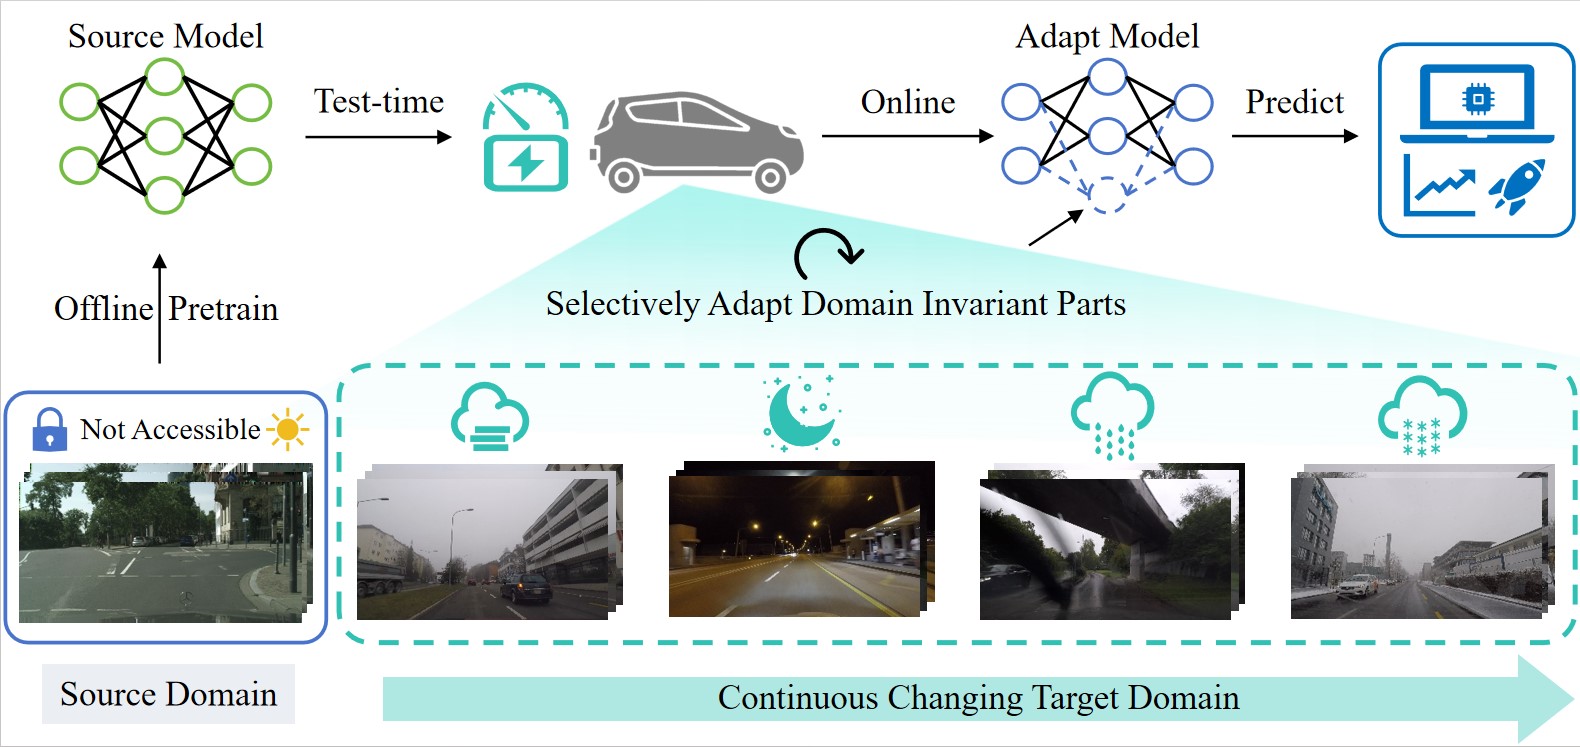 Source Model
Test-time
Online
Adapt Model
Predict
Offline Pretrain
Selectively Adapt Domain Invariant Parts
Not Accessible
Source Domain
Continuous Changing Target Domain